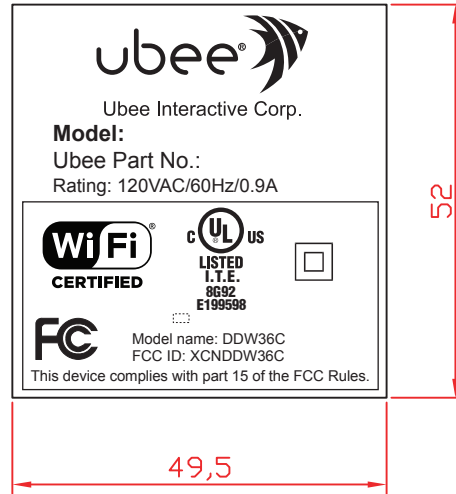 ubee®
Ubee Interactive Corp.
Model:
Ubee Part No.:
Rating: 120VAC/60Hz/0.9A
Wi Fi®
CERTIFIED
C UL® US
LISTED
I.T.E.
8G92
E199598
FC
Model name: DDW36C
FCC ID: XCNDDW36C
This device complies with part 15 of the FCC Rules.
52
49,5